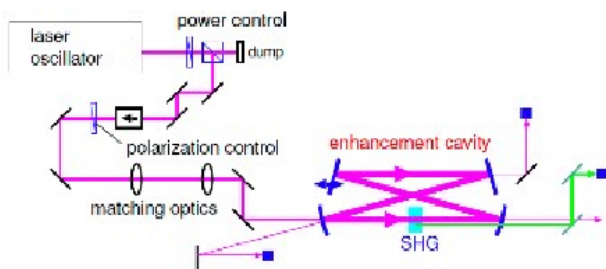 power control
laser
oscillator
dump
polarization control
enhancement cavity
matching optics
SHG